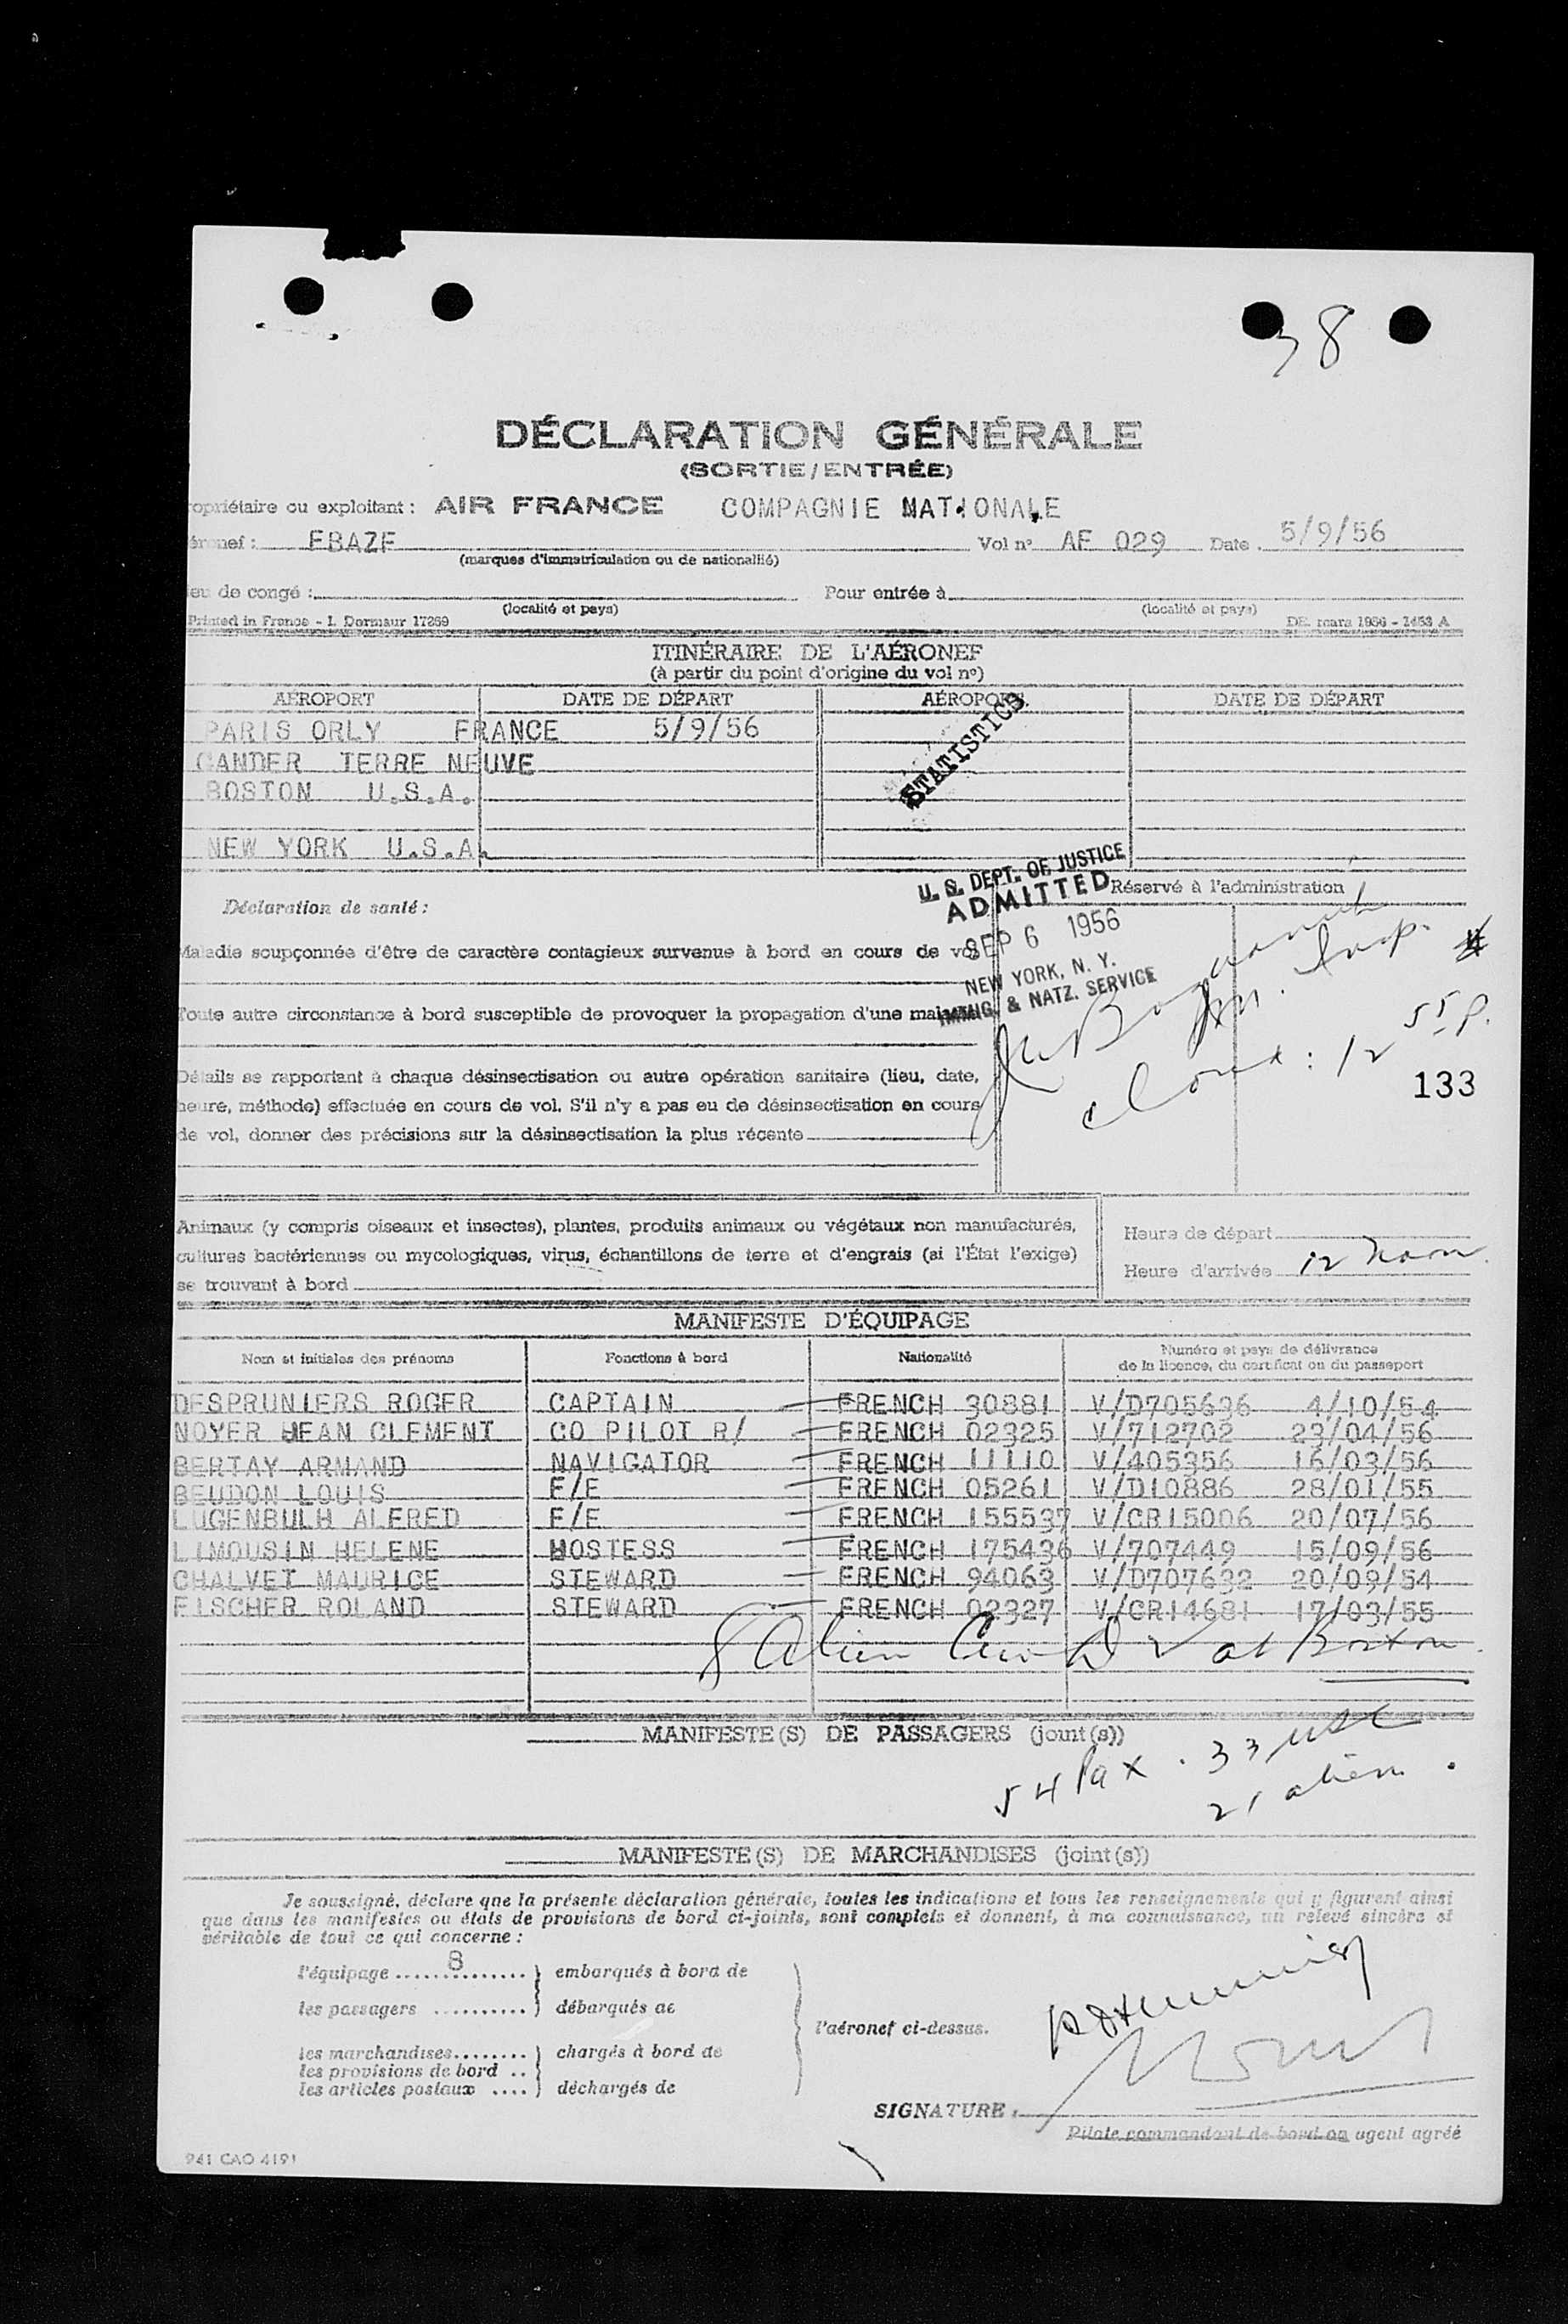 38
DÉCLARATION GÉNÉRALE
(SORTIE/ENTRÉE)
opriétaire ou exploitant : AIR FRANCE COMPAGNIE NATIONALE
éronef : FBAZF Vol nº AF 029 Date 5/9/56
(marques d'immatriculation ou de nationalité)
eu de congé : Pour entrée à
(localité et pays) (localité et pays)
Printed in France - I. Dormaur 17269 DE. mars 1956 - 1453 A
ITINÉRAIRE DE L'AÉRONEF
(à partir du point d'origine du vol nº)
AÉROPORT DATE DE DÉPART AÉROPORT DATE DE DÉPART
PARIS ORLY FRANCE 5/9/56
GANDER TERRE NEUVE
BOSTON U.S.A.
STATISTICS
NEW YORK U.S.A.
U. S. DEPT. OF JUSTICE
ADMITTED
SEP 6 1956
NEW YORK, N. Y.
IMMIG. & NATZ. SERVICE
Réservé à l'administration
Déclaration de santé :
Maladie soupçonnée d'être de caractère contagieux survenue à bord en cours de vol
Toute autre circonstance à bord susceptible de provoquer la propagation d'une maladie
Imm. Insp.
12 55 p.
133
Détails se rapportant à chaque désinsectisation ou autre opération sanitaire (lieu, date,
heure, méthode) effectuée en cours de vol. S'il n'y a pas eu de désinsectisation en cours
de vol, donner des précisions sur la désinsectisation la plus récente
Animaux (y compris oiseaux et insectes), plantes, produits animaux ou végétaux non manufacturés,
cultures bactériennes ou mycologiques, virus, échantillons de terre et d'engrais (si l'État l'exige)
se trouvant à bord
Heure de départ
Heure d'arrivée 12 noon
MANIFESTE D'ÉQUIPAGE
Nom et initiales des prénoms Fonctions à bord Nationalité Numéro et pays de délivrance
de la licence, du certificat ou du passeport
DESPRUNIERS ROGER CAPTAIN FRENCH 30881 V/D705636 4/10/54
NOYER JEAN CLEMENT CO PILOT R/ FRENCH 02325 V/712702 23/04/56
BERTAY ARMAND NAVIGATOR FRENCH 11110 V/405356 16/03/56
BEUDON LOUIS F/E FRENCH 05261 V/D10886 28/01/55
LUGENBULH ALFRED F/E FRENCH 155537 V/CR15006 20/07/56
LIMOUSIN HELENE HOSTESS FRENCH 175436 V/707449 15/09/56
CHALVET MAURICE STEWARD FRENCH 94063 V/D707632 20/09/54
FISCHER ROLAND STEWARD FRENCH 02327 V/CR14681 17/03/55
8 Alien Crew at Boston
MANIFESTE(S) DE PASSAGERS (joint(s))
54 Pax . 33 USC
21 alien .
MANIFESTE(S) DE MARCHANDISES (joint(s))
Je soussigné, déclare que la présente déclaration générale, toutes les indications et tous les renseignements qui y figurent ainsi
que dans les manifestes ou états de provisions de bord ci-joints, sont complets et donnent, à ma connaissance, un relevé sincère et
véritable de tout ce qui concerne :
l'équipage ......8........ embarqués à bord de
les passagers .......... débarqués de
l'aéronef ci-dessus.
les marchandises........ chargés à bord de
les provisions de bord ..
les articles postaux .... déchargés de
SIGNATURE :
Pilote commandant de bord ou agent agréé
941 CAO 4191